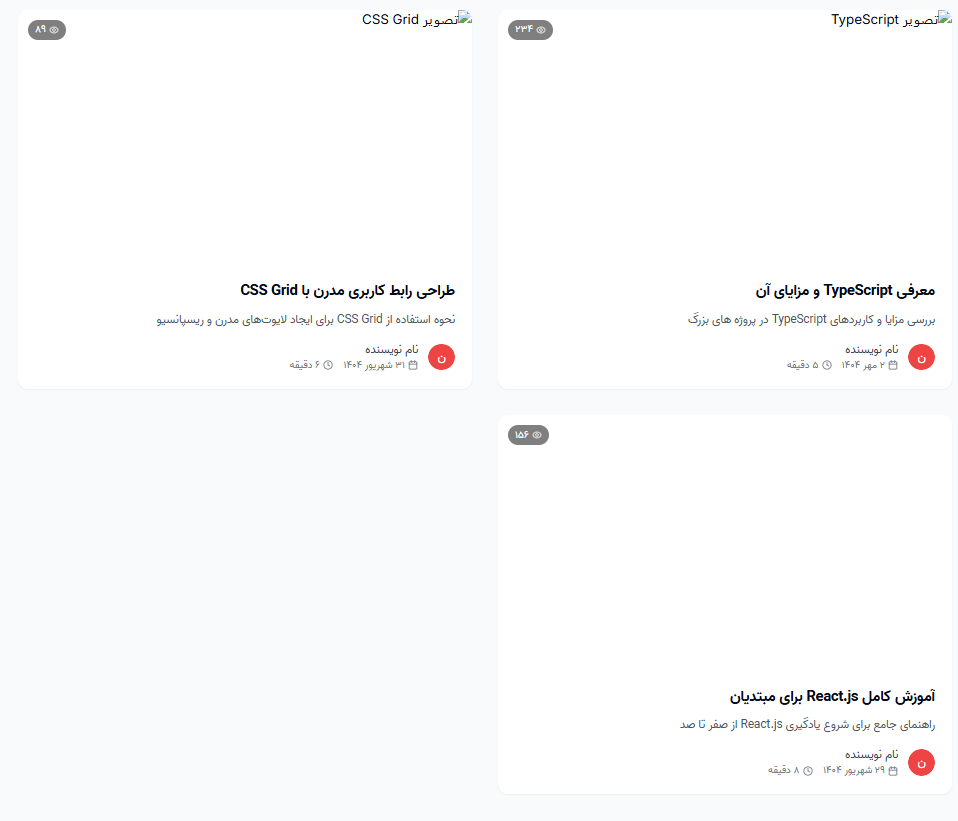 تصویر TypeScript
۲۳۴
معرفی TypeScript و مزایای آن
بررسی مزایا و کاربردهای TypeScript در پروژه های بزرگ
ن
نام نویسنده
۲ مهر ۱۴۰۴
۵ دقیقه
تصویر CSS Grid
۸۹
طراحی رابط کاربری مدرن با CSS Grid
نحوه استفاده از CSS Grid برای ایجاد لایوت‌های مدرن و ریسپانسیو
ن
نام نویسنده
۳۱ شهریور ۱۴۰۴
۶ دقیقه
۱۵۶
آموزش کامل React.js برای مبتدیان
راهنمای جامع برای شروع یادگیری React.js از صفر تا صد
ن
نام نویسنده
۲۹ شهریور ۱۴۰۴
۸ دقیقه